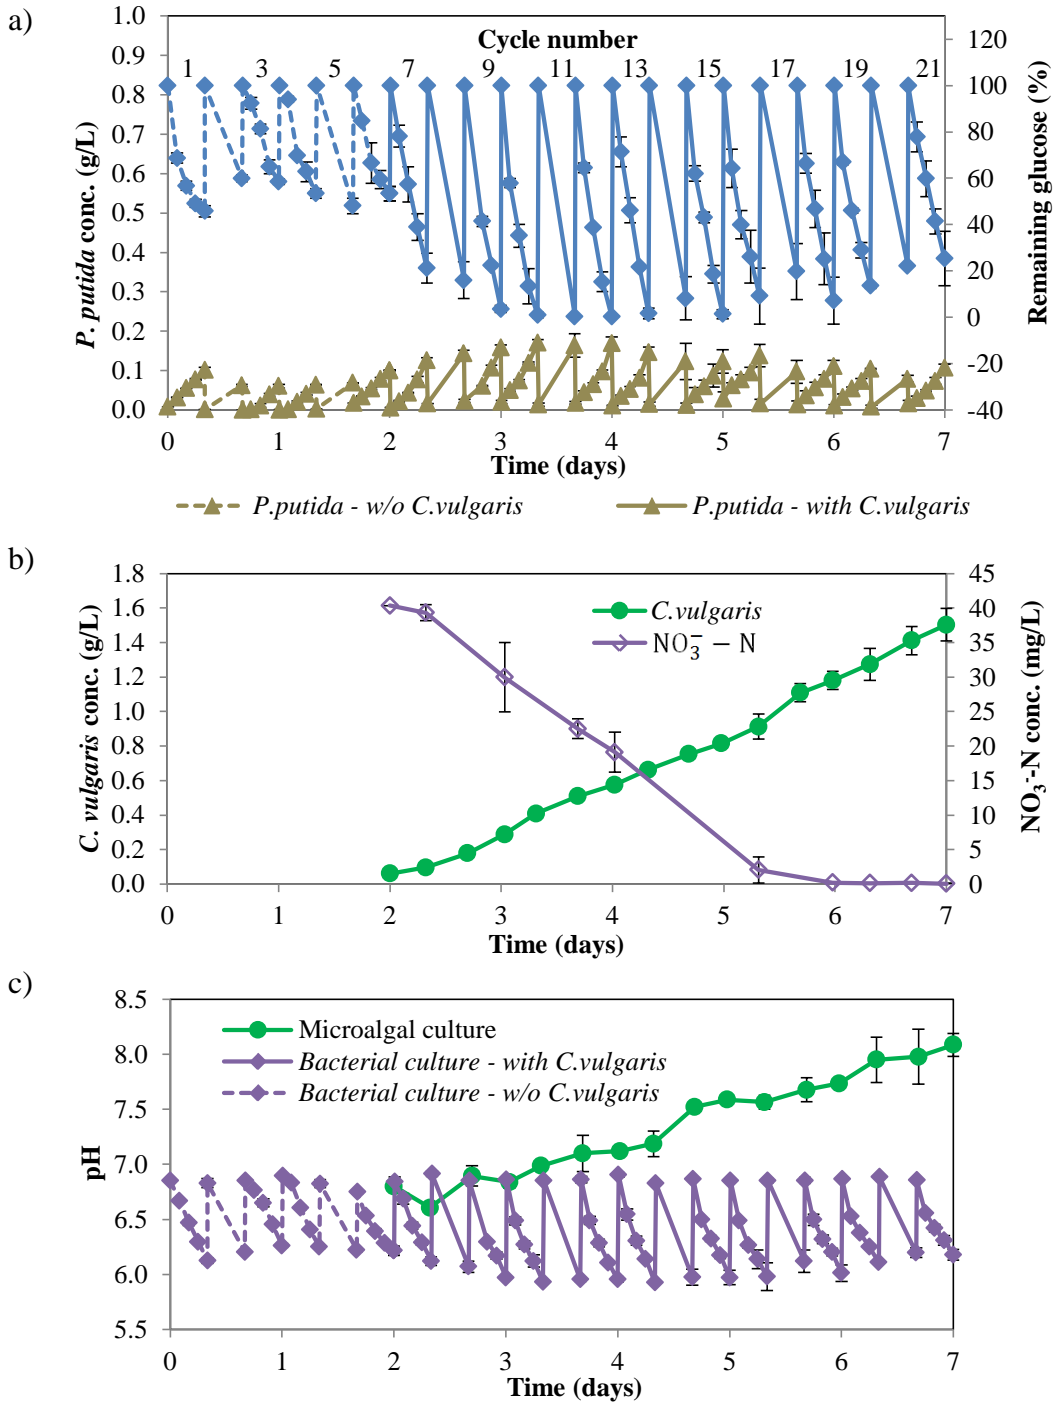 a)
Cycle number
1 3 5 7 9 11 13 15 17 19 21
P. putida conc. (g/L)
1.0
0.9
0.8
0.7
0.6
0.5
0.4
0.3
0.2
0.1
0.0
Remaining glucose (%)
120
100
80
60
40
20
0
-20
-40
0 1 2 3 4 5 6 7
Time (days)
P.putida - w/o C.vulgaris P.putida - with C.vulgaris
b)
C. vulgaris conc. (g/L)
1.8
1.6
1.4
1.2
1.0
0.8
0.6
0.4
0.2
0.0
C.vulgaris
NO₃⁻ – N
NO₃⁻-N conc. (mg/L)
45
40
35
30
25
20
15
10
5
0
0 1 2 3 4 5 6 7
Time (days)
c)
pH
8.5
8.0
7.5
7.0
6.5
6.0
5.5
Microalgal culture
Bacterial culture - with C.vulgaris
Bacterial culture - w/o C.vulgaris
0 1 2 3 4 5 6 7
Time (days)